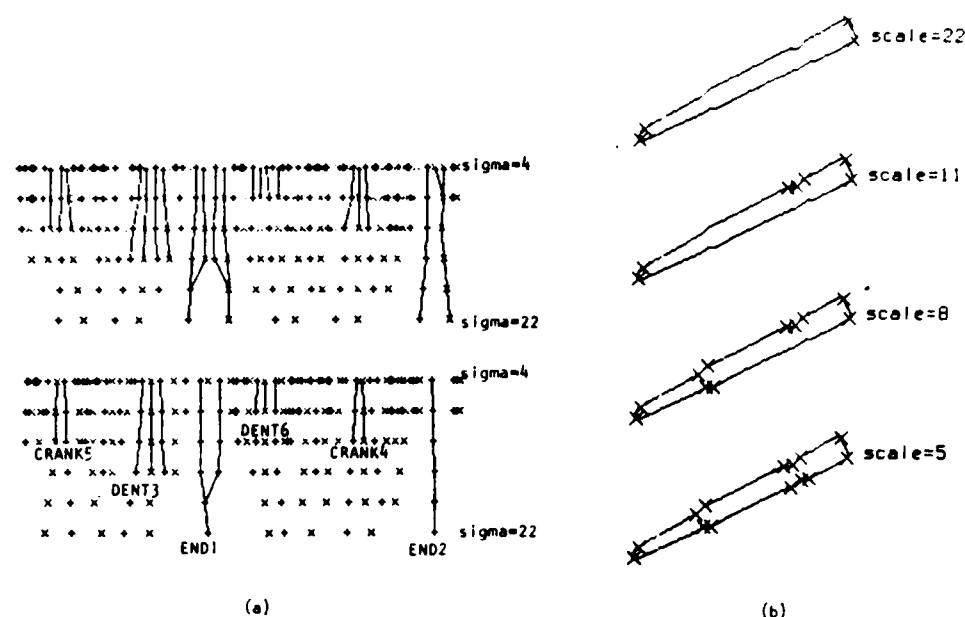 scale=22
sigma=4
scale=11
sigma=22
scale=8
sigma=4
DENT6
CRANK5
CRANK4
scale=5
DENT3
sigma=22
END1
END2
(a)
(b)